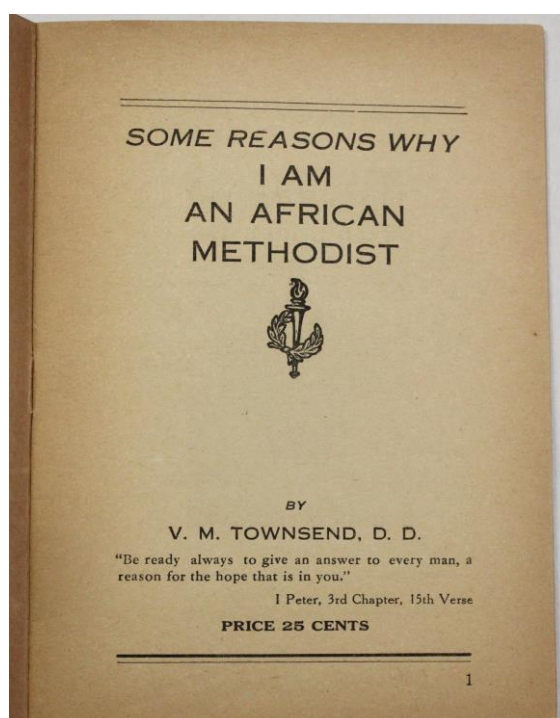 SOME REASONS WHY
I AM
AN AFRICAN
METHODIST
BY
V. M. TOWNSEND, D. D.
“Be ready always to give an answer to every man, a
reason for the hope that is in you.”
I Peter, 3rd Chapter, 15th Verse
PRICE 25 CENTS
1